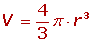 V = 4/3 π · r³